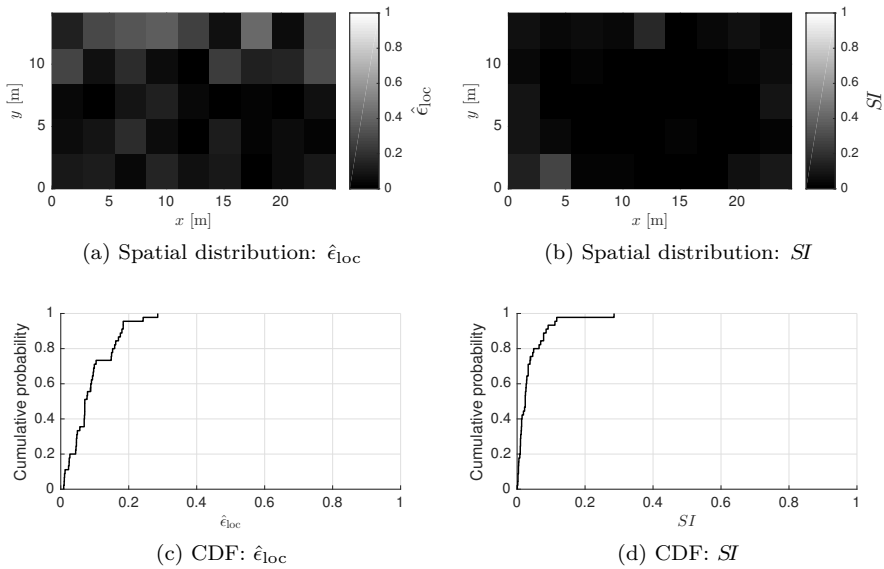 10
5
0
y [m]
0 5 10 15 20
x [m]
1
0.8
0.6
0.4
0.2
0
ϵ̂loc
(a) Spatial distribution: ϵ̂loc
10
5
0
y [m]
0 5 10 15 20
x [m]
1
0.8
0.6
0.4
0.2
0
SI
(b) Spatial distribution: SI
1
0.8
0.6
0.4
0.2
0
Cumulative probability
0 0.2 0.4 0.6 0.8 1
ϵ̂loc
(c) CDF: ϵ̂loc
1
0.8
0.6
0.4
0.2
0
Cumulative probability
0 0.2 0.4 0.6 0.8 1
SI
(d) CDF: SI